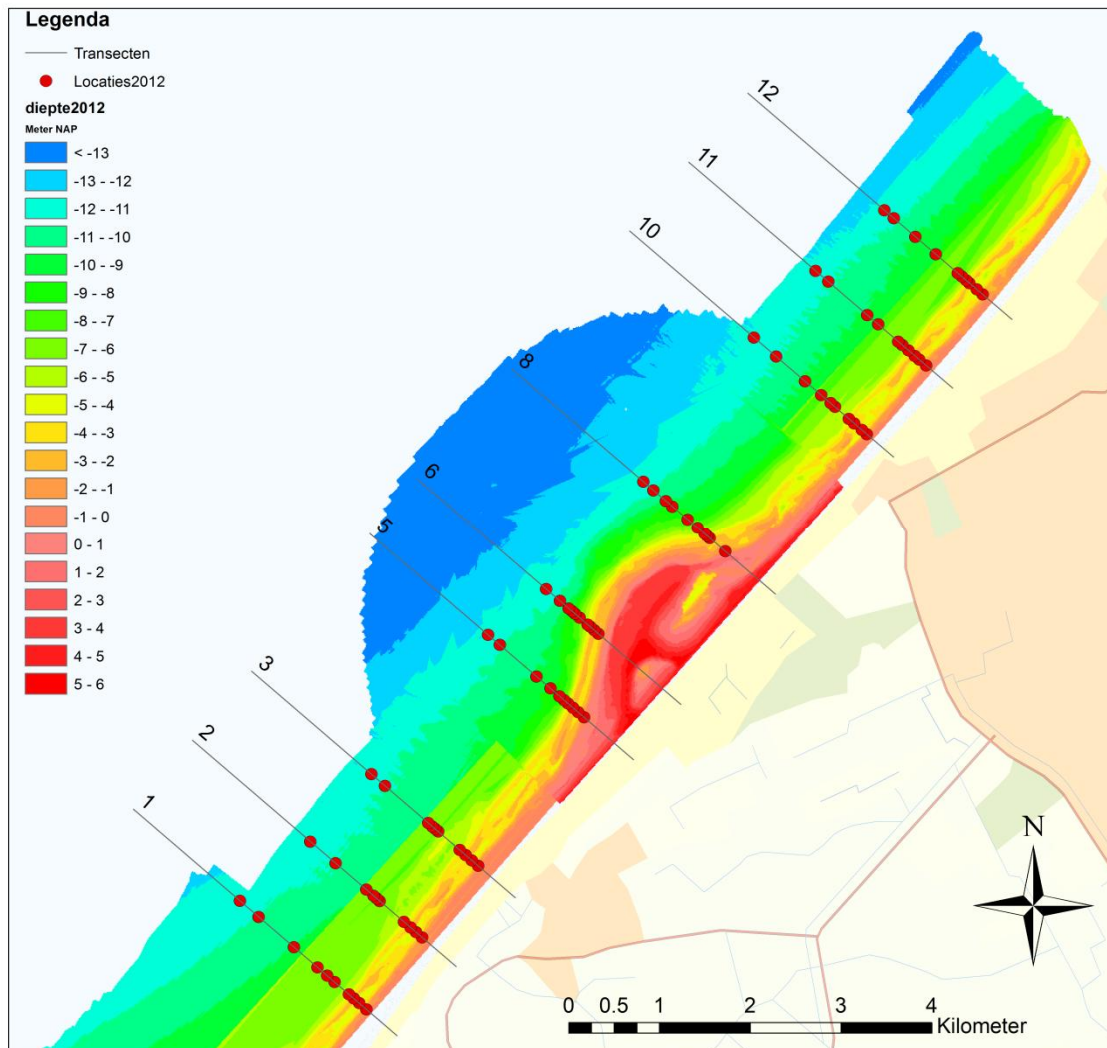 Legenda
Transecten
Locaties2012
diepte2012
Meter NAP
< -13
-13 - -12
-12 - -11
-11 - -10
-10 - -9
-9 - -8
-8 - -7
-7 - -6
-6 - -5
-5 - -4
-4 - -3
-3 - -2
-2 - -1
-1 - 0
0 - 1
1 - 2
2 - 3
3 - 4
4 - 5
5 - 6
12
11
10
8
6
5
3
2
1
N
0 0.5 1 2 3 4
Kilometer